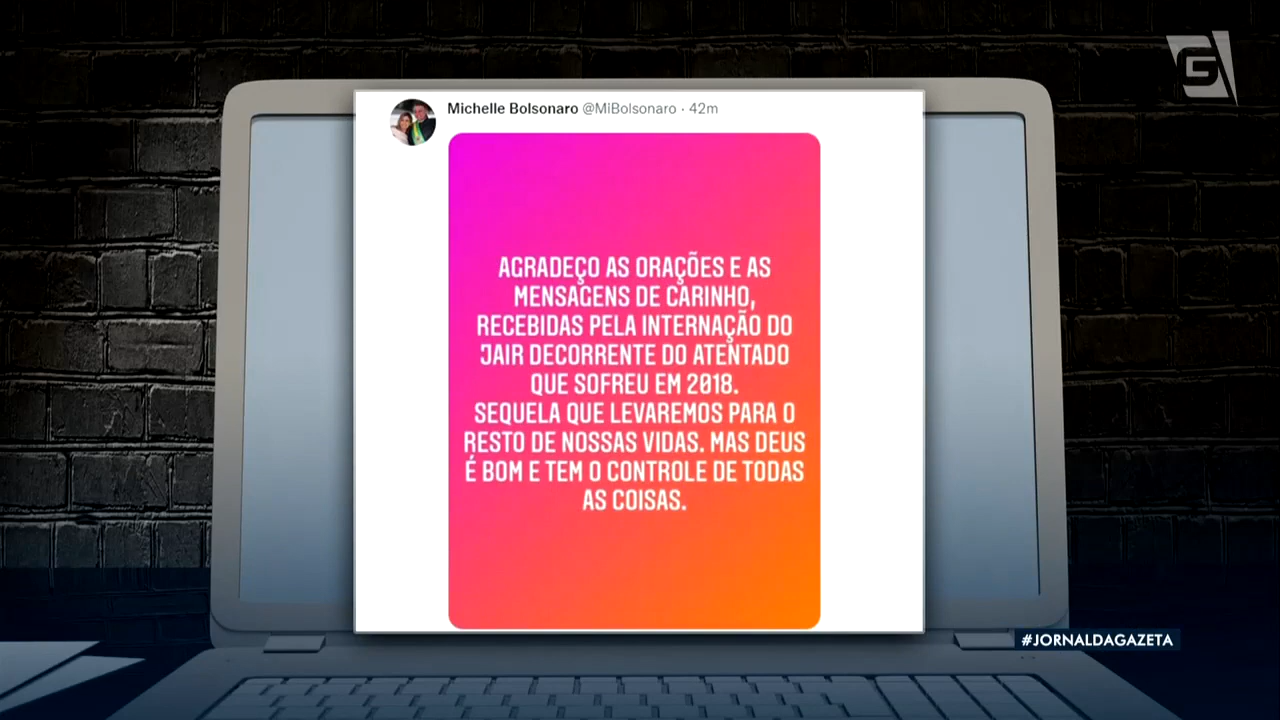 G
Michelle Bolsonaro @MiBolsonaro · 42m
AGRADEÇO AS ORAÇÕES E AS
MENSAGENS DE CARINHO,
RECEBIDAS PELA INTERNAÇÃO DO
JAIR DECORRENTE DO ATENTADO
QUE SOFREU EM 2018.
SEQUELA QUE LEVAREMOS PARA O
RESTO DE NOSSAS VIDAS. MAS DEUS
É BOM E TEM O CONTROLE DE TODAS
AS COISAS.
#JORNALDAGAZETA